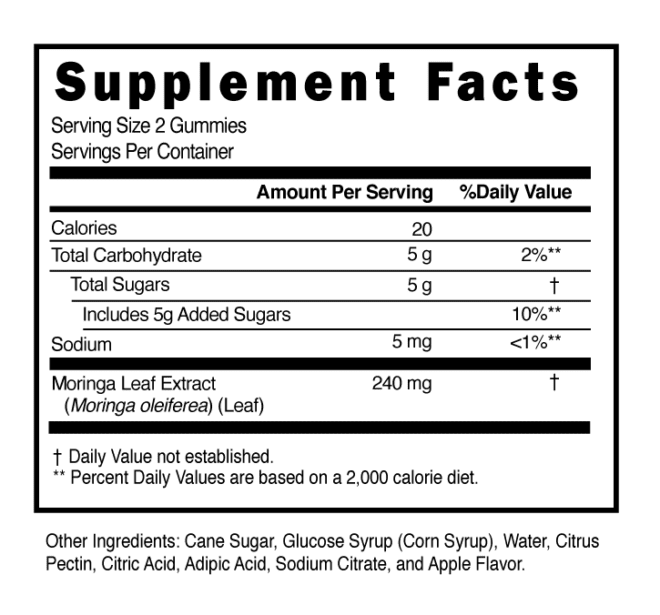 Supplement Facts
Serving Size 2 Gummies
Servings Per Container
Amount Per Serving %Daily Value
Calories 20
Total Carbohydrate 5 g 2%**
Total Sugars 5 g †
Includes 5g Added Sugars 10%**
Sodium 5 mg <1%**
Moringa Leaf Extract 240 mg †
(Moringa oleiferea) (Leaf)
† Daily Value not established.
** Percent Daily Values are based on a 2,000 calorie diet.
Other Ingredients: Cane Sugar, Glucose Syrup (Corn Syrup), Water, Citrus
Pectin, Citric Acid, Adipic Acid, Sodium Citrate, and Apple Flavor.